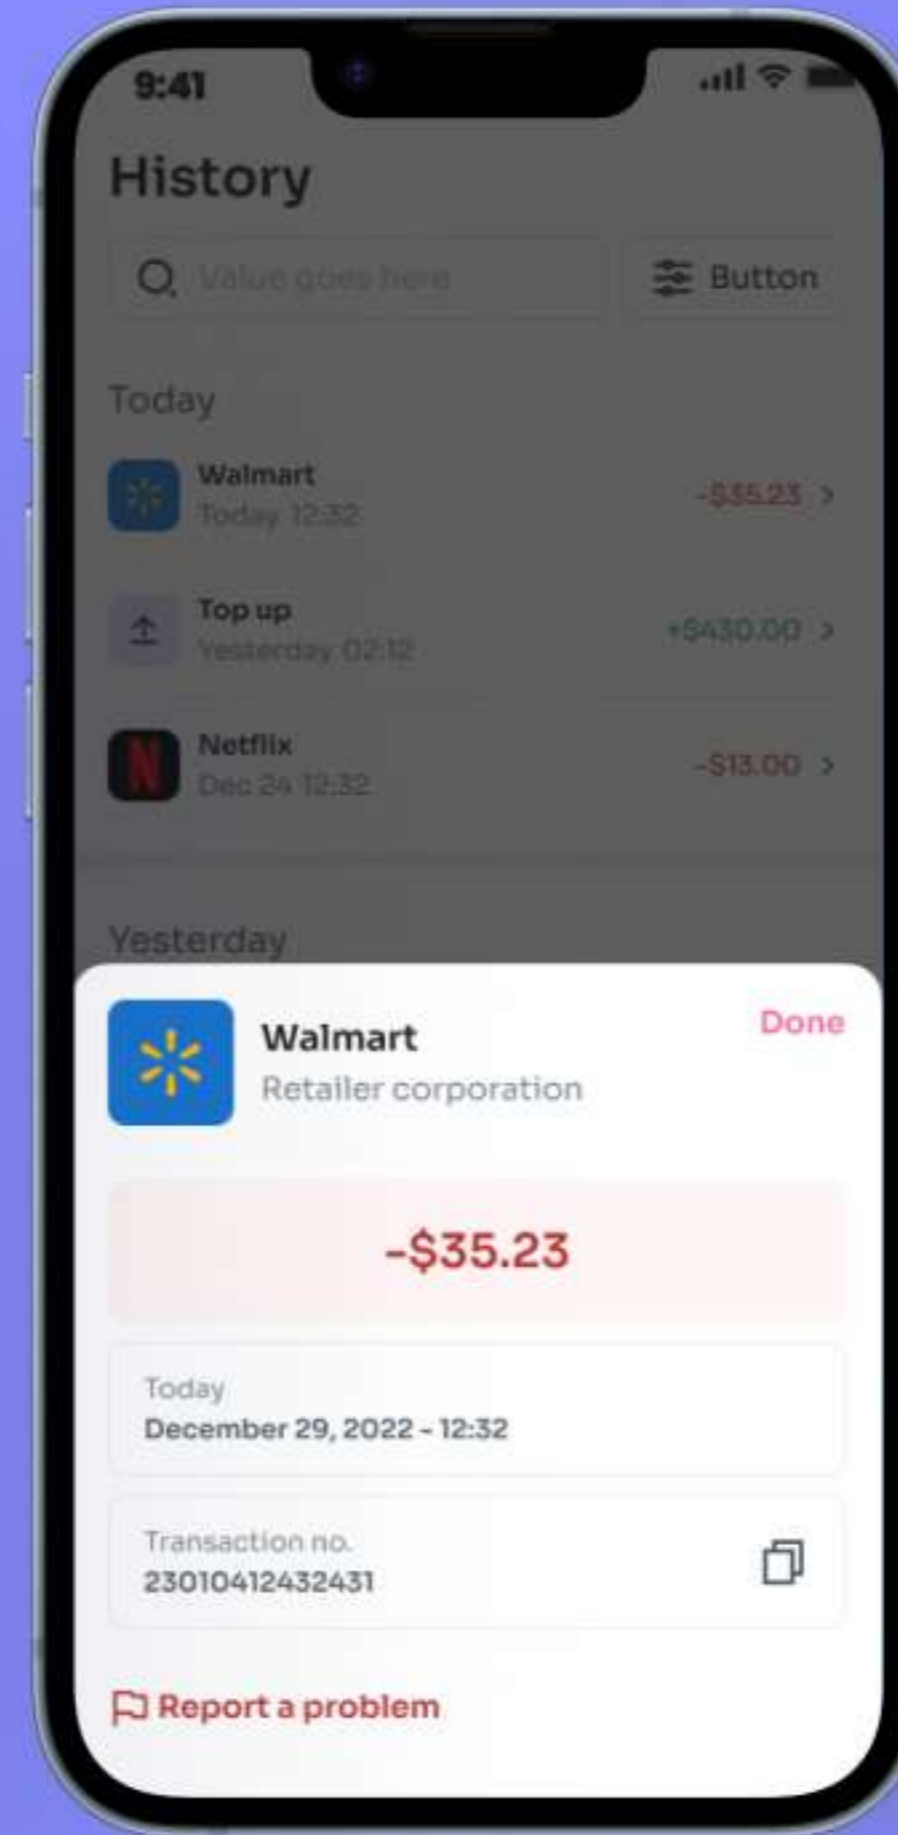 9:41
History
Value goes here
Button
Today
Walmart
Today 12:32
-$35.23
Top up
Yesterday 02:12
+$430.00
N
Netflix
Dec 24 12:32
-$13.00
Yesterday
Walmart
Done
Retailer corporation
-$35.23
Today
December 29, 2022 - 12:32
Transaction no.
23010412432431
Report a problem